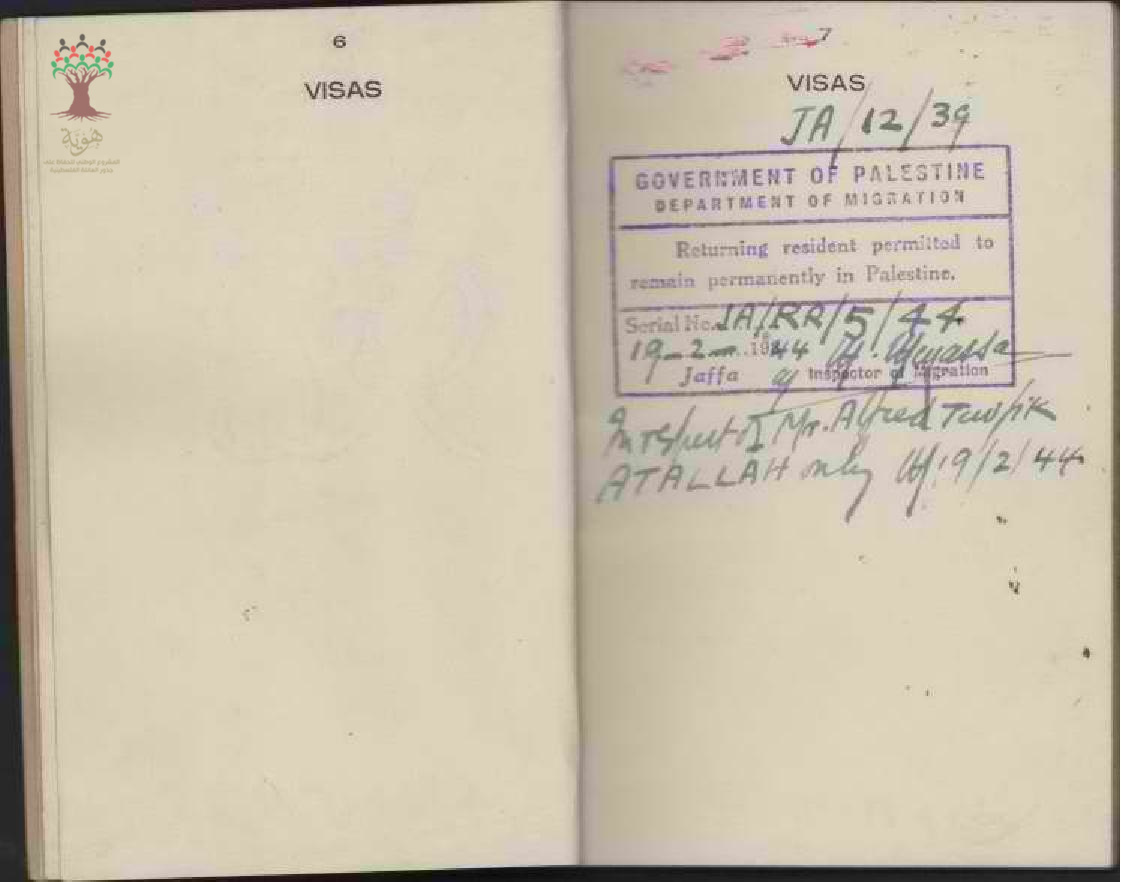 هوية
6
VISAS
7
VISAS
JA/12/39
GOVERNMENT OF PALESTINE
DEPARTMENT OF MIGRATION
Returning resident permitted to
remain permanently in Palestine.
Serial No. JA/RR/5/44
19-2- 1944
Jaffa Inspector of Migration
In respect of Mr. Alfred Tawfik
ATALLAH only 19/2/44